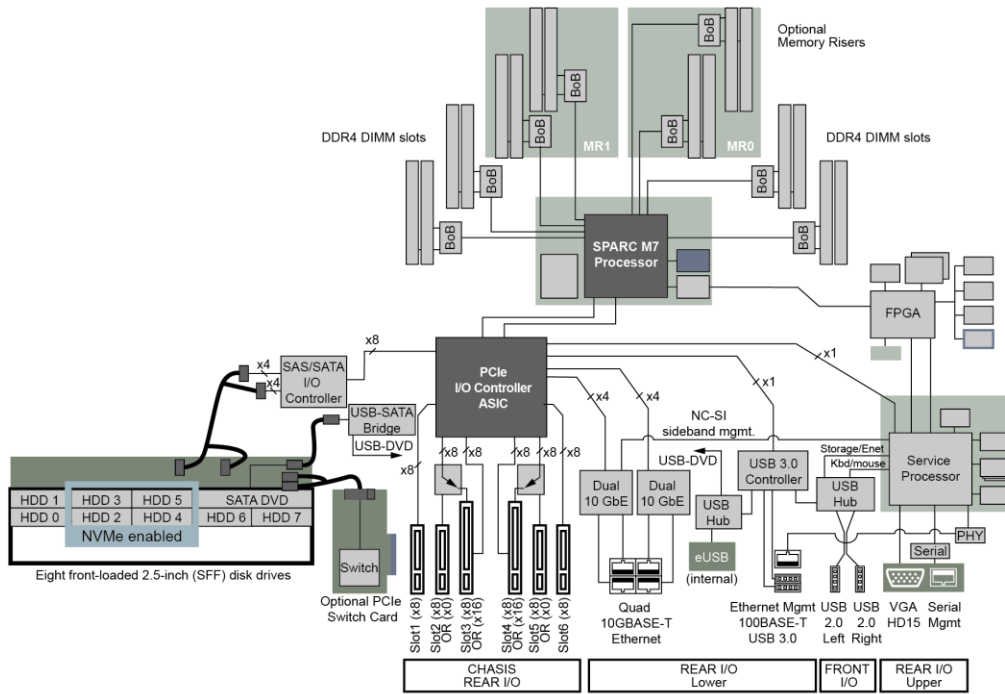 Optional
Memory Risers
BoB
BoB
BoB
BoB
MR1
MR0
DDR4 DIMM slots
DDR4 DIMM slots
BoB
BoB
BoB
BoB
SPARC M7
Processor
FPGA
x8
x4
x4
SAS/SATA
I/O
Controller
PCIe
I/O Controller
ASIC
x1
x1
x4
x4
USB-SATA
Bridge
USB-DVD
x8
x8
x8
x8
x8
x8
NC-SI
sideband mgmt.
USB-DVD
Storage/Enet
Kbd/mouse
Service
Processor
Dual
10 GbE
Dual
10 GbE
USB 3.0
Controller
USB
Hub
USB
Hub
HDD 1
HDD 3
HDD 5
SATA DVD
HDD 0
HDD 2
HDD 4
HDD 6
HDD 7
NVMe enabled
Eight front-loaded 2.5-inch (SFF) disk drives
Switch
Optional PCIe
Switch Card
eUSB
(internal)
PHY
Serial
Slot1 (x8)
Slot2 (x8)
OR (x0)
Slot3 (x8)
OR (x16)
Slot4 (x8)
OR (x16)
Slot5 (x8)
OR (x0)
Slot6 (x8)
Quad
10GBASE-T
Ethernet
Ethernet Mgmt
100BASE-T
USB 3.0
USB
2.0
Left
USB
2.0
Right
VGA
HD15
Serial
Mgmt
CHASIS
REAR I/O
REAR I/O
Lower
FRONT
I/O
REAR I/O
Upper